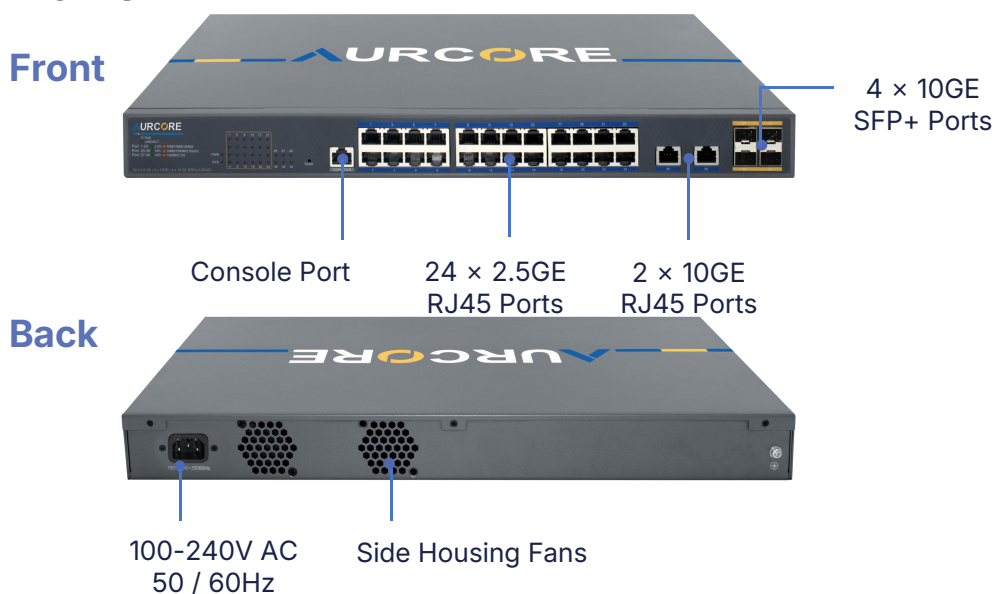 Front
AURCORE
4 × 10GE
SFP+ Ports
AURCORE
Console Port
24 × 2.5GE
RJ45 Ports
2 × 10GE
RJ45 Ports
Back
AURCORE
100-240V AC
50 / 60Hz
Side Housing Fans